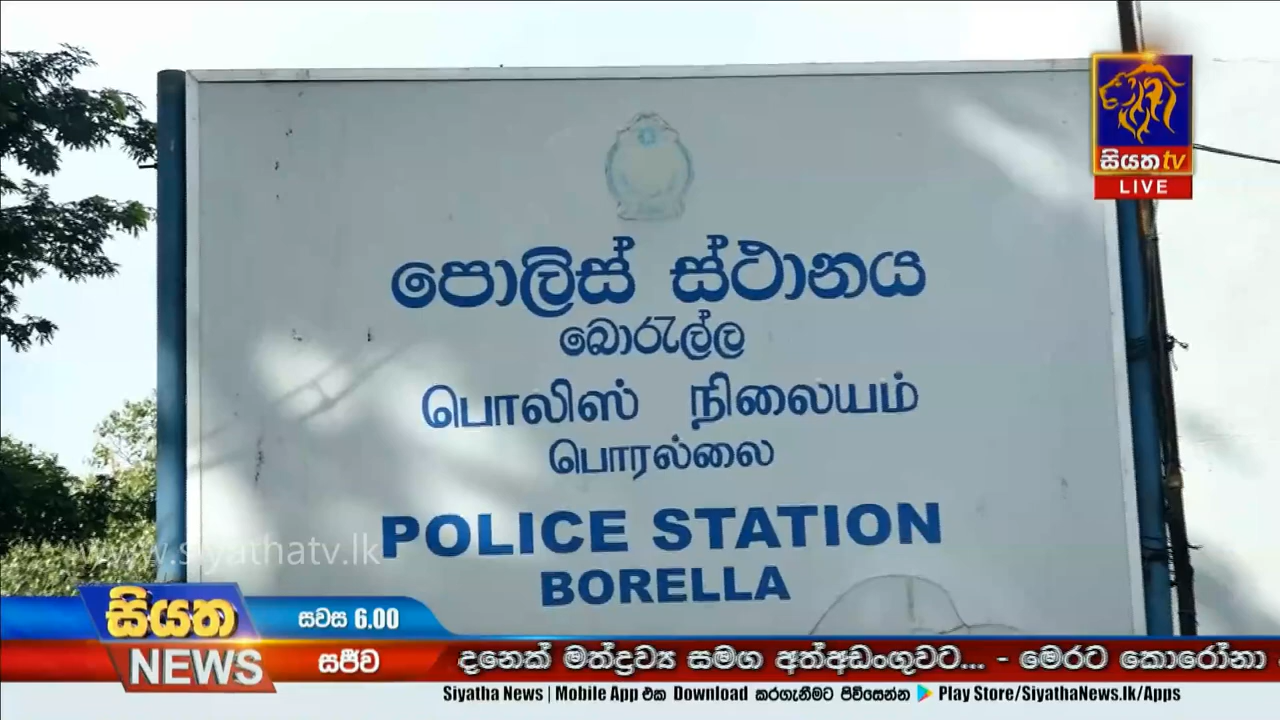 සියත tv
LIVE
පොලිස් ස්ථානය
බොරැල්ල
பொலிஸ் நிலையம்
பொரல்லை
POLICE STATION
BORELLA
www.siyathatv.lk
සියත
NEWS
සවස 6.00
සජීව
දනෙක් මත්ද්‍රව්‍ය සමග අත්අඩංගුවට... - මෙරට කොරෝනා
Siyatha News | Mobile App එක Download කරගැනීමට පිවිසෙන්න Play Store/SiyathaNews.lk/Apps